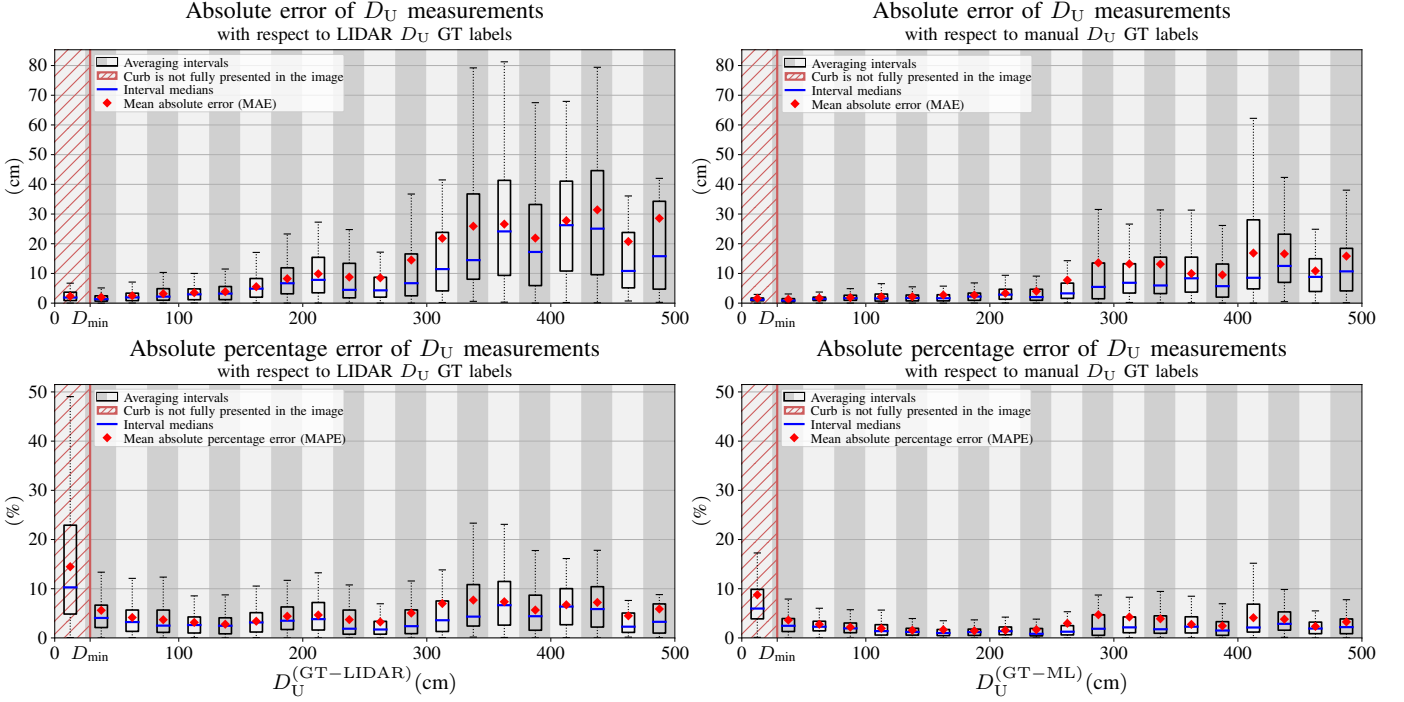 Absolute error of D_U measurements
with respect to LIDAR D_U GT labels
Averaging intervals
Curb is not fully presented in the image
Interval medians
Mean absolute error (MAE)
(cm)
80
70
60
50
40
30
20
10
0
0 D_min 100 200 300 400 500
Absolute error of D_U measurements
with respect to manual D_U GT labels
Averaging intervals
Curb is not fully presented in the image
Interval medians
Mean absolute error (MAE)
(cm)
80
70
60
50
40
30
20
10
0
0 D_min 100 200 300 400 500
Absolute percentage error of D_U measurements
with respect to LIDAR D_U GT labels
Averaging intervals
Curb is not fully presented in the image
Interval medians
Mean absolute percentage error (MAPE)
(%)
50
40
30
20
10
0
0 D_min 100 200 300 400 500
D_U^(GT−LIDAR) (cm)
Absolute percentage error of D_U measurements
with respect to manual D_U GT labels
Averaging intervals
Curb is not fully presented in the image
Interval medians
Mean absolute percentage error (MAPE)
(%)
50
40
30
20
10
0
0 D_min 100 200 300 400 500
D_U^(GT−ML) (cm)